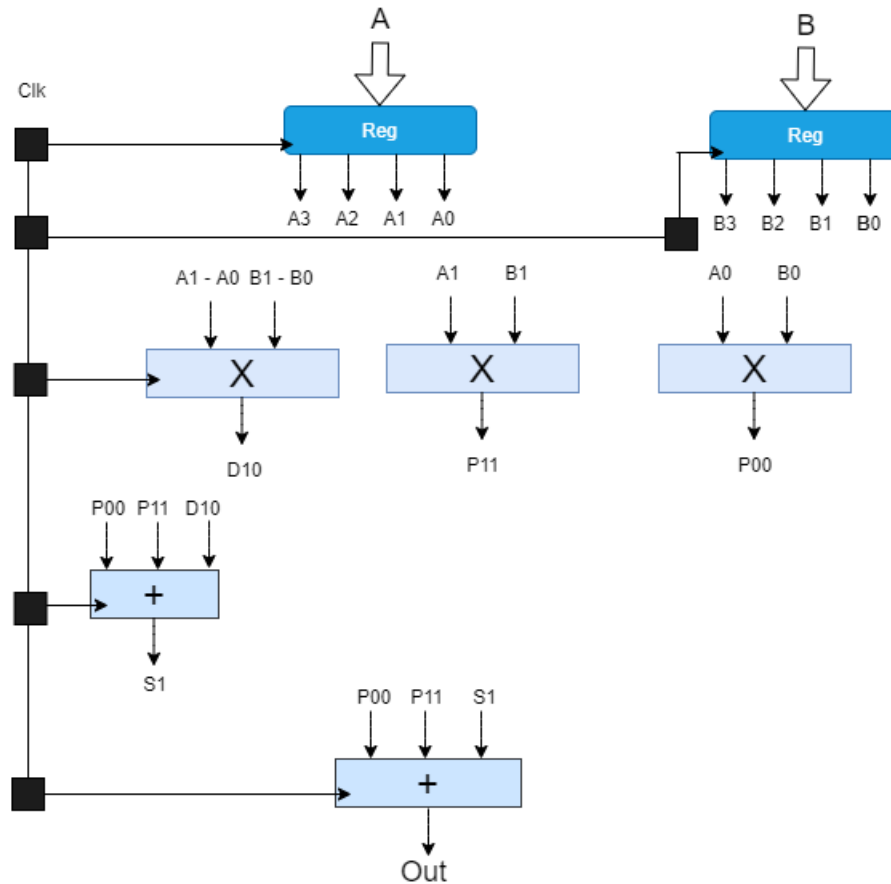 A
B
Clk
Reg
Reg
A3 A2 A1 A0
B3 B2 B1 B0
A1 - A0 B1 - B0
A1 B1
A0 B0
X
X
X
D10
P11
P00
P00 P11 D10
+
S1
P00 P11 S1
+
Out